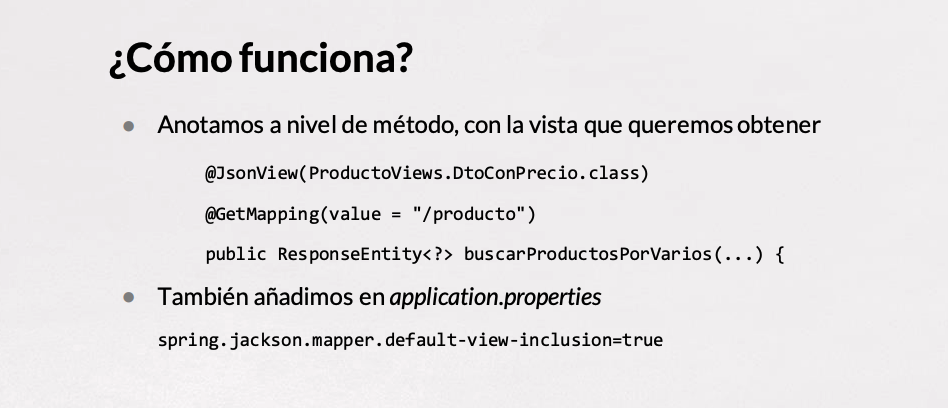 ¿Cómo funciona?
● Anotamos a nivel de método, con la vista que queremos obtener
@JsonView(ProductoViews.DtoConPrecio.class)
@GetMapping(value = "/producto")
public ResponseEntity<?> buscarProductosPorVarios(...) {
● También añadimos en application.properties
spring.jackson.mapper.default-view-inclusion=true